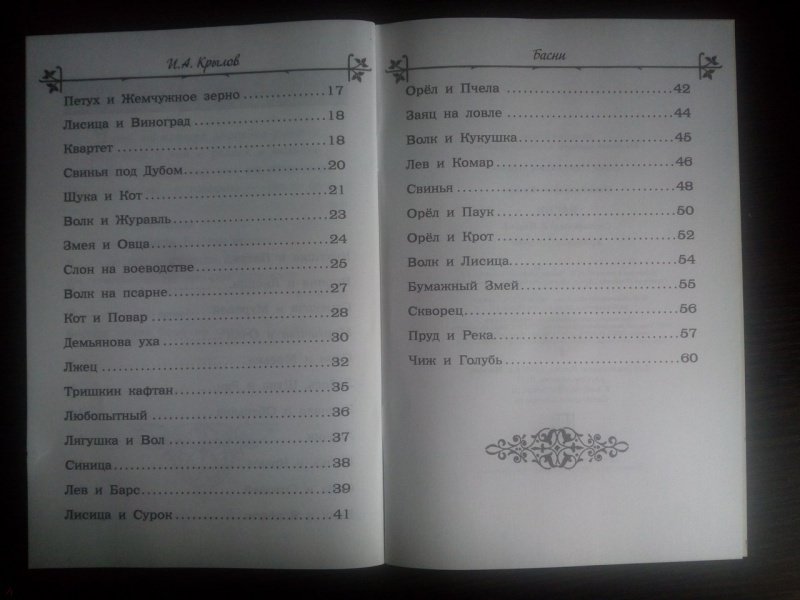 И.А. Крылов
Петух и Жемчужное зерно 17
Лисица и Виноград 18
Квартет 18
Свинья под Дубом 20
Щука и Кот 21
Волк и Журавль 23
Змея и Овца 24
Слон на воеводстве 25
Волк на псарне 27
Кот и Повар 28
Демьянова уха 30
Лжец 32
Тришкин кафтан 35
Любопытный 36
Лягушка и Вол 37
Синица 38
Лев и Барс 39
Лисица и Сурок 41
Басни
Орёл и Пчела 42
Заяц на ловле 44
Волк и Кукушка 45
Лев и Комар 46
Свинья 48
Орёл и Паук 50
Орёл и Крот 52
Волк и Лисица 54
Бумажный Змей 55
Скворец 56
Пруд и Река 57
Чиж и Голубь 60